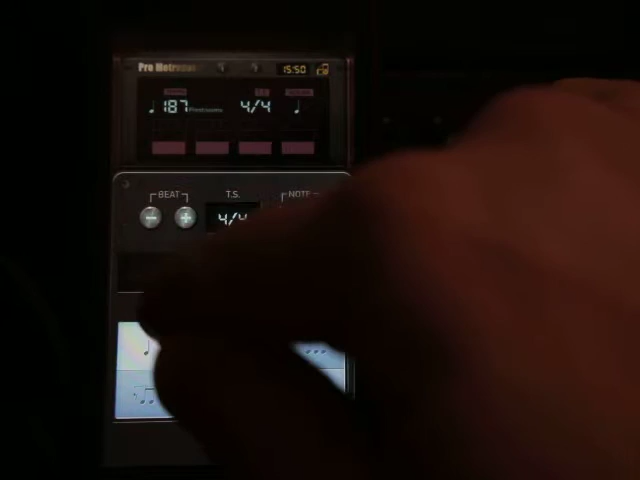 Pro Metronome 15:50
T.S.
187 4/4
BEAT T.S. NOTE
4/4